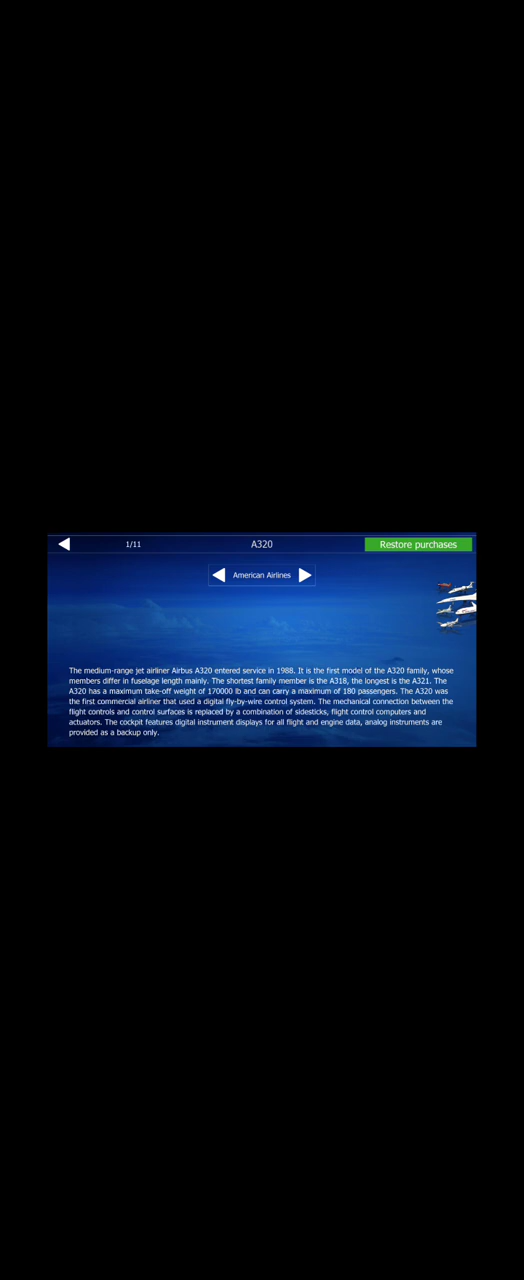 1/11 A320 Restore purchases
American Airlines
The medium-range jet airliner Airbus A320 entered service in 1988. It is the first model of the A320 family, whose
members differ in fuselage length mainly. The shortest family member is the A318, the longest is the A321. The
A320 has a maximum take-off weight of 170000 lb and can carry a maximum of 180 passengers. The A320 was
the first commercial airliner that used a digital fly-by-wire control system. The mechanical connection between the
flight controls and control surfaces is replaced by a combination of sidesticks, flight control computers and
actuators. The cockpit features digital instrument displays for all flight and engine data, analog instruments are
provided as a backup only.